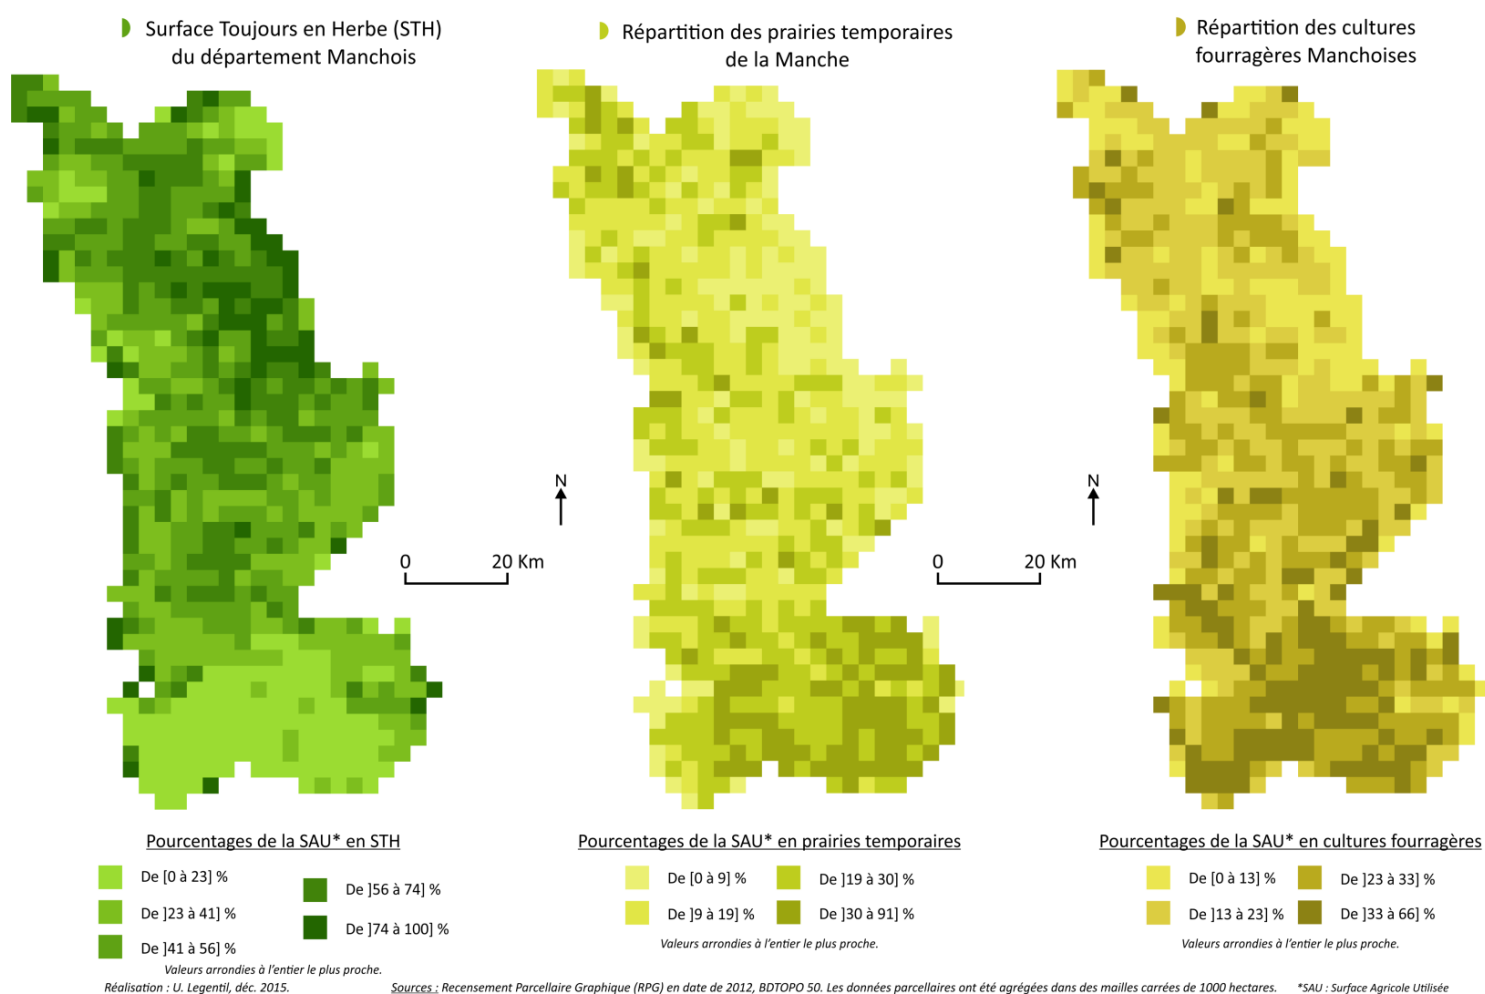 Surface Toujours en Herbe (STH)
du département Manchois
Répartition des prairies temporaires
de la Manche
Répartition des cultures
fourragères Manchoises
N
0 20 Km
N
0 20 Km
Pourcentages de la SAU* en STH
De [0 à 23] %
De ]23 à 41] %
De ]41 à 56] %
De ]56 à 74] %
De ]74 à 100] %
Valeurs arrondies à l'entier le plus proche.
Pourcentages de la SAU* en prairies temporaires
De [0 à 9] %
De ]9 à 19] %
De ]19 à 30] %
De ]30 à 91] %
Valeurs arrondies à l'entier le plus proche.
Pourcentages de la SAU* en cultures fourragères
De [0 à 13] %
De ]13 à 23] %
De ]23 à 33] %
De ]33 à 66] %
Valeurs arrondies à l'entier le plus proche.
Réalisation : U. Legentil, déc. 2015.
Sources : Recensement Parcellaire Graphique (RPG) en date de 2012, BDTOPO 50. Les données parcellaires ont été agrégées dans des mailles carrées de 1000 hectares.
*SAU : Surface Agricole Utilisée